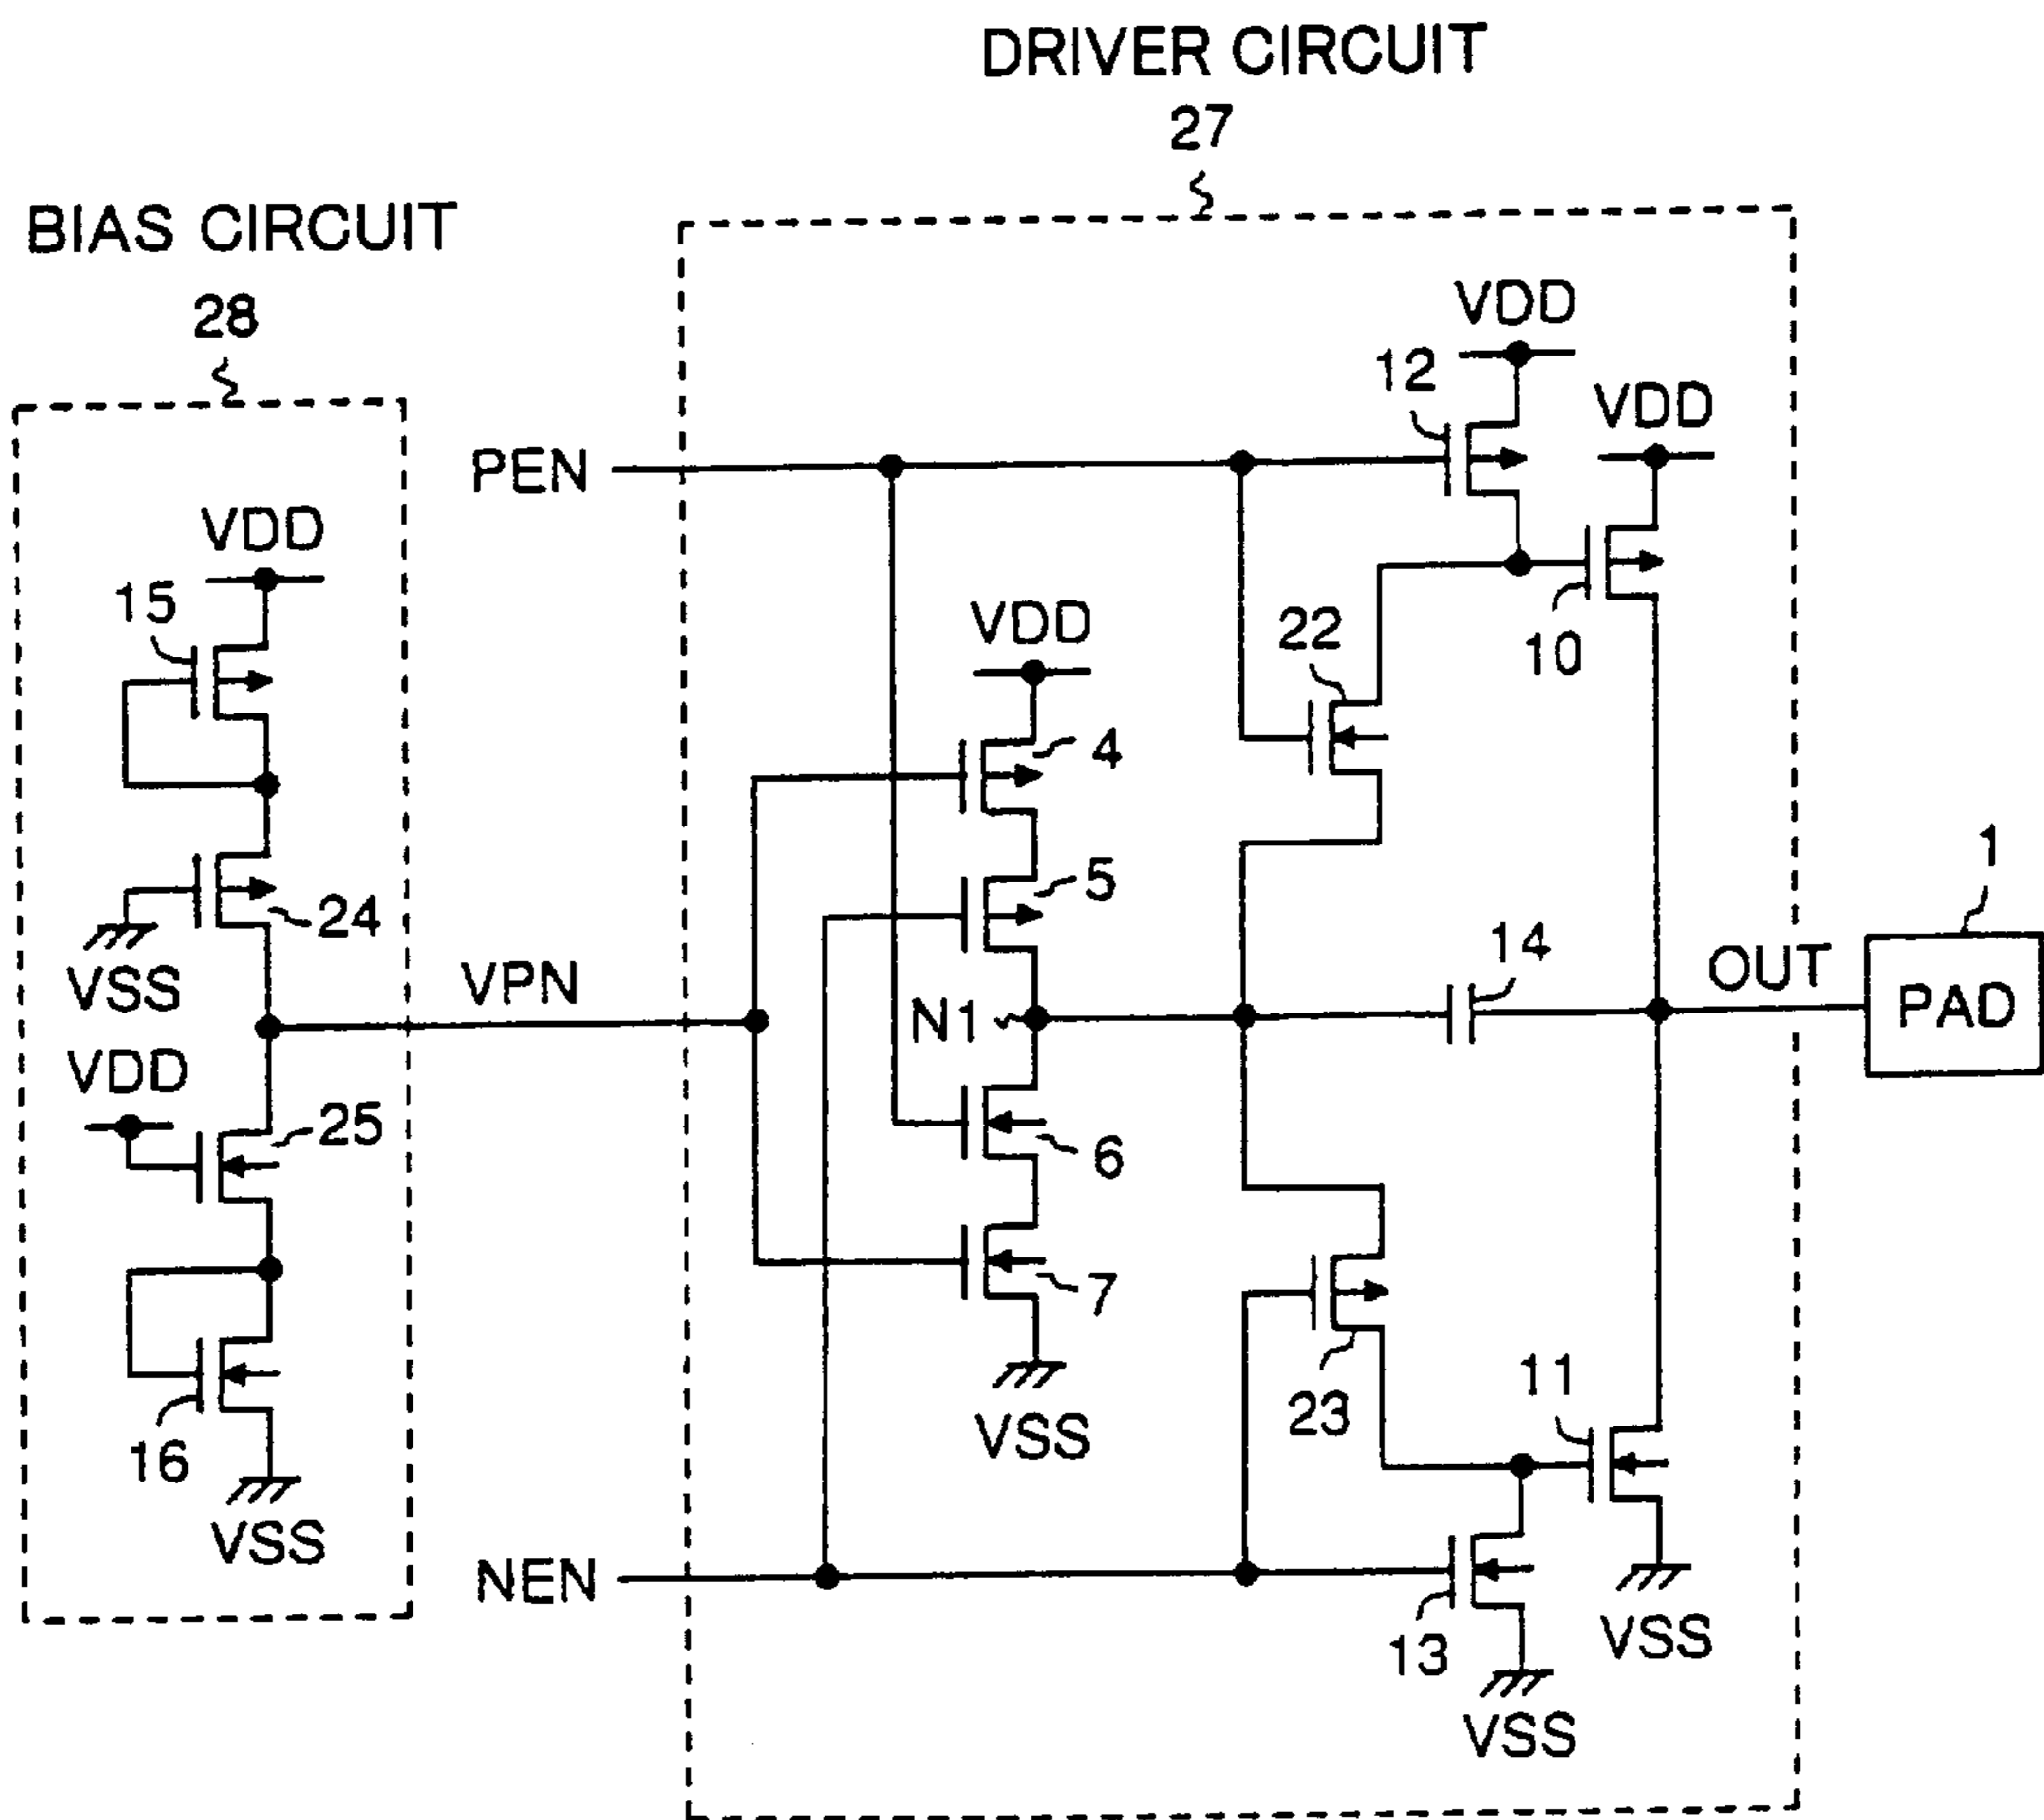 DRIVER CIRCUIT
27
BIAS CIRCUIT
28
VDD
12
VDD
PEN
VDD
15
10
22
VDD
4
5
1
24
VSS
VPN
N1
14
OUT
PAD
VDD
25
6
7
23
11
16
VSS
VSS
NEN
13
VSS
VSS